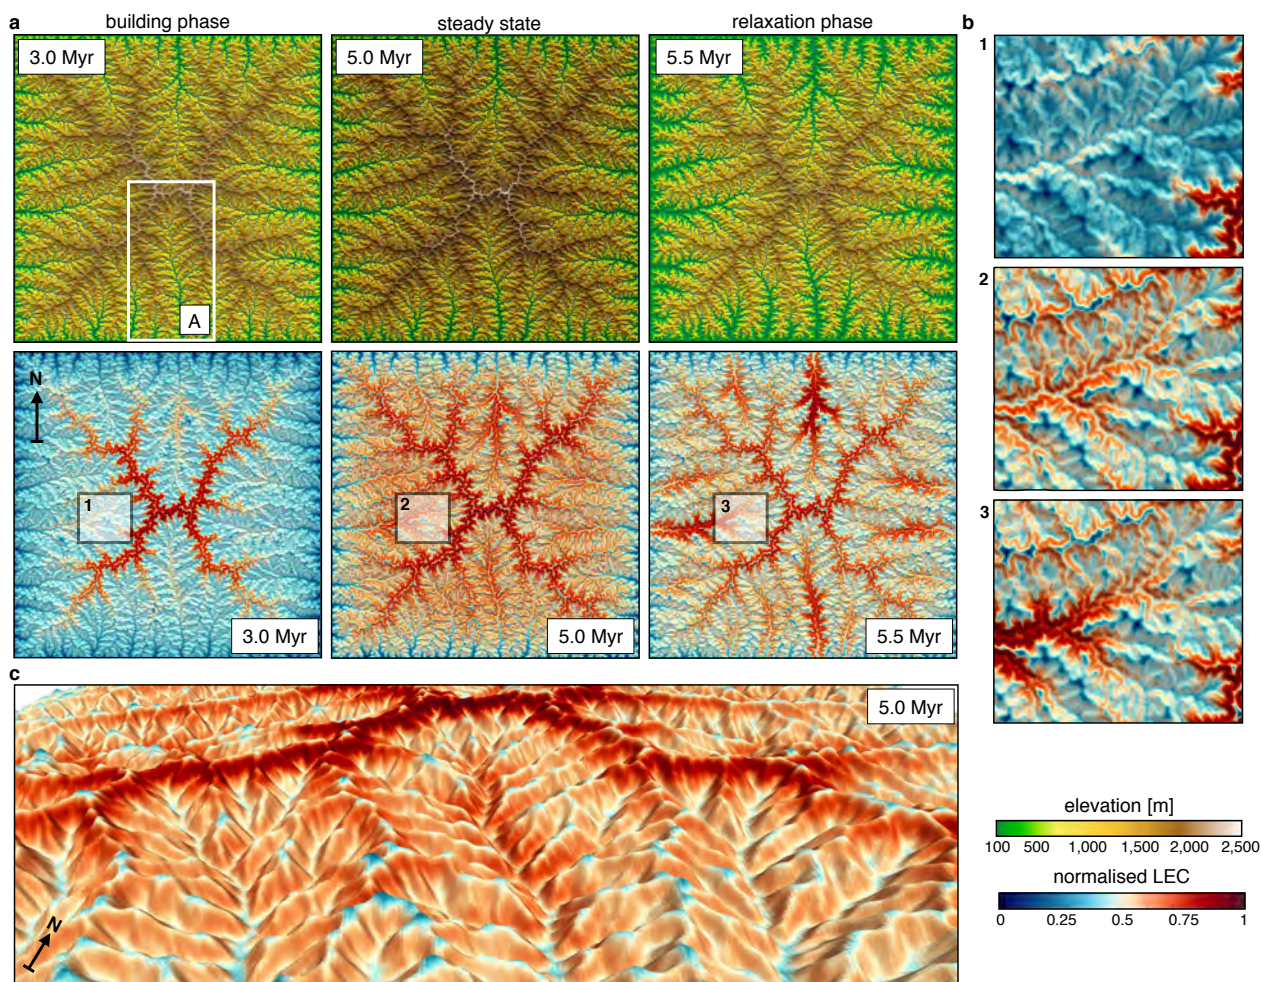 a
building phase
steady state
relaxation phase
b
3.0 Myr
5.0 Myr
5.5 Myr
A
1
2
3
N
1
2
3
3.0 Myr
5.0 Myr
5.5 Myr
c
5.0 Myr
N
elevation [m]
100 500 1,000 1,500 2,000 2,500
normalised LEC
0 0.25 0.5 0.75 1